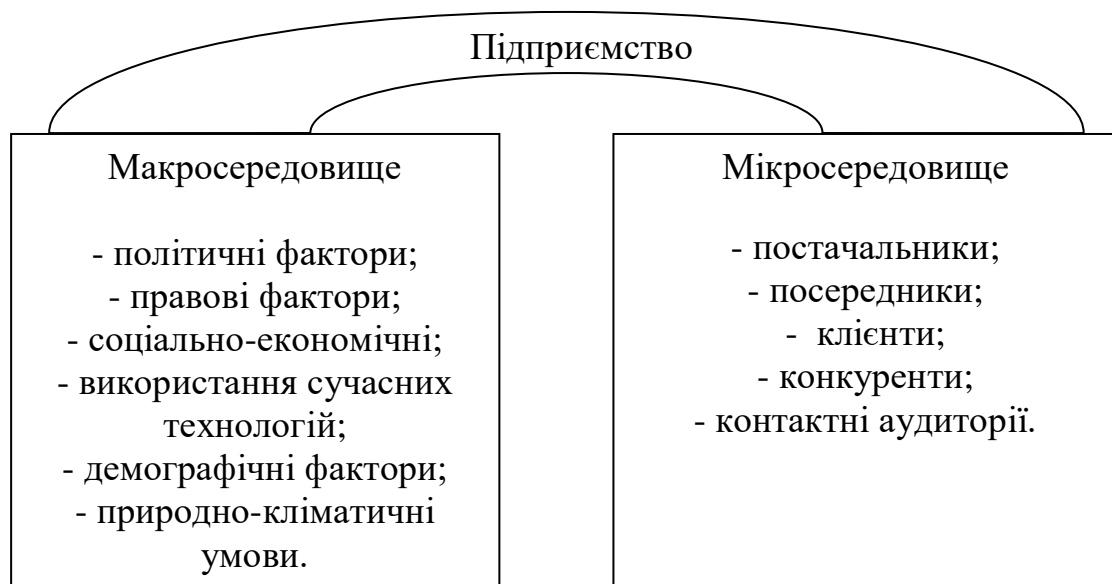 Підприємство
Макросередовище
- політичні фактори;
- правові фактори;
- соціально-економічні;
- використання сучасних
технологій;
- демографічні фактори;
- природно-кліматичні
умови.
Мікросередовище
- постачальники;
- посередники;
- клієнти;
- конкуренти;
- контактні аудиторії.